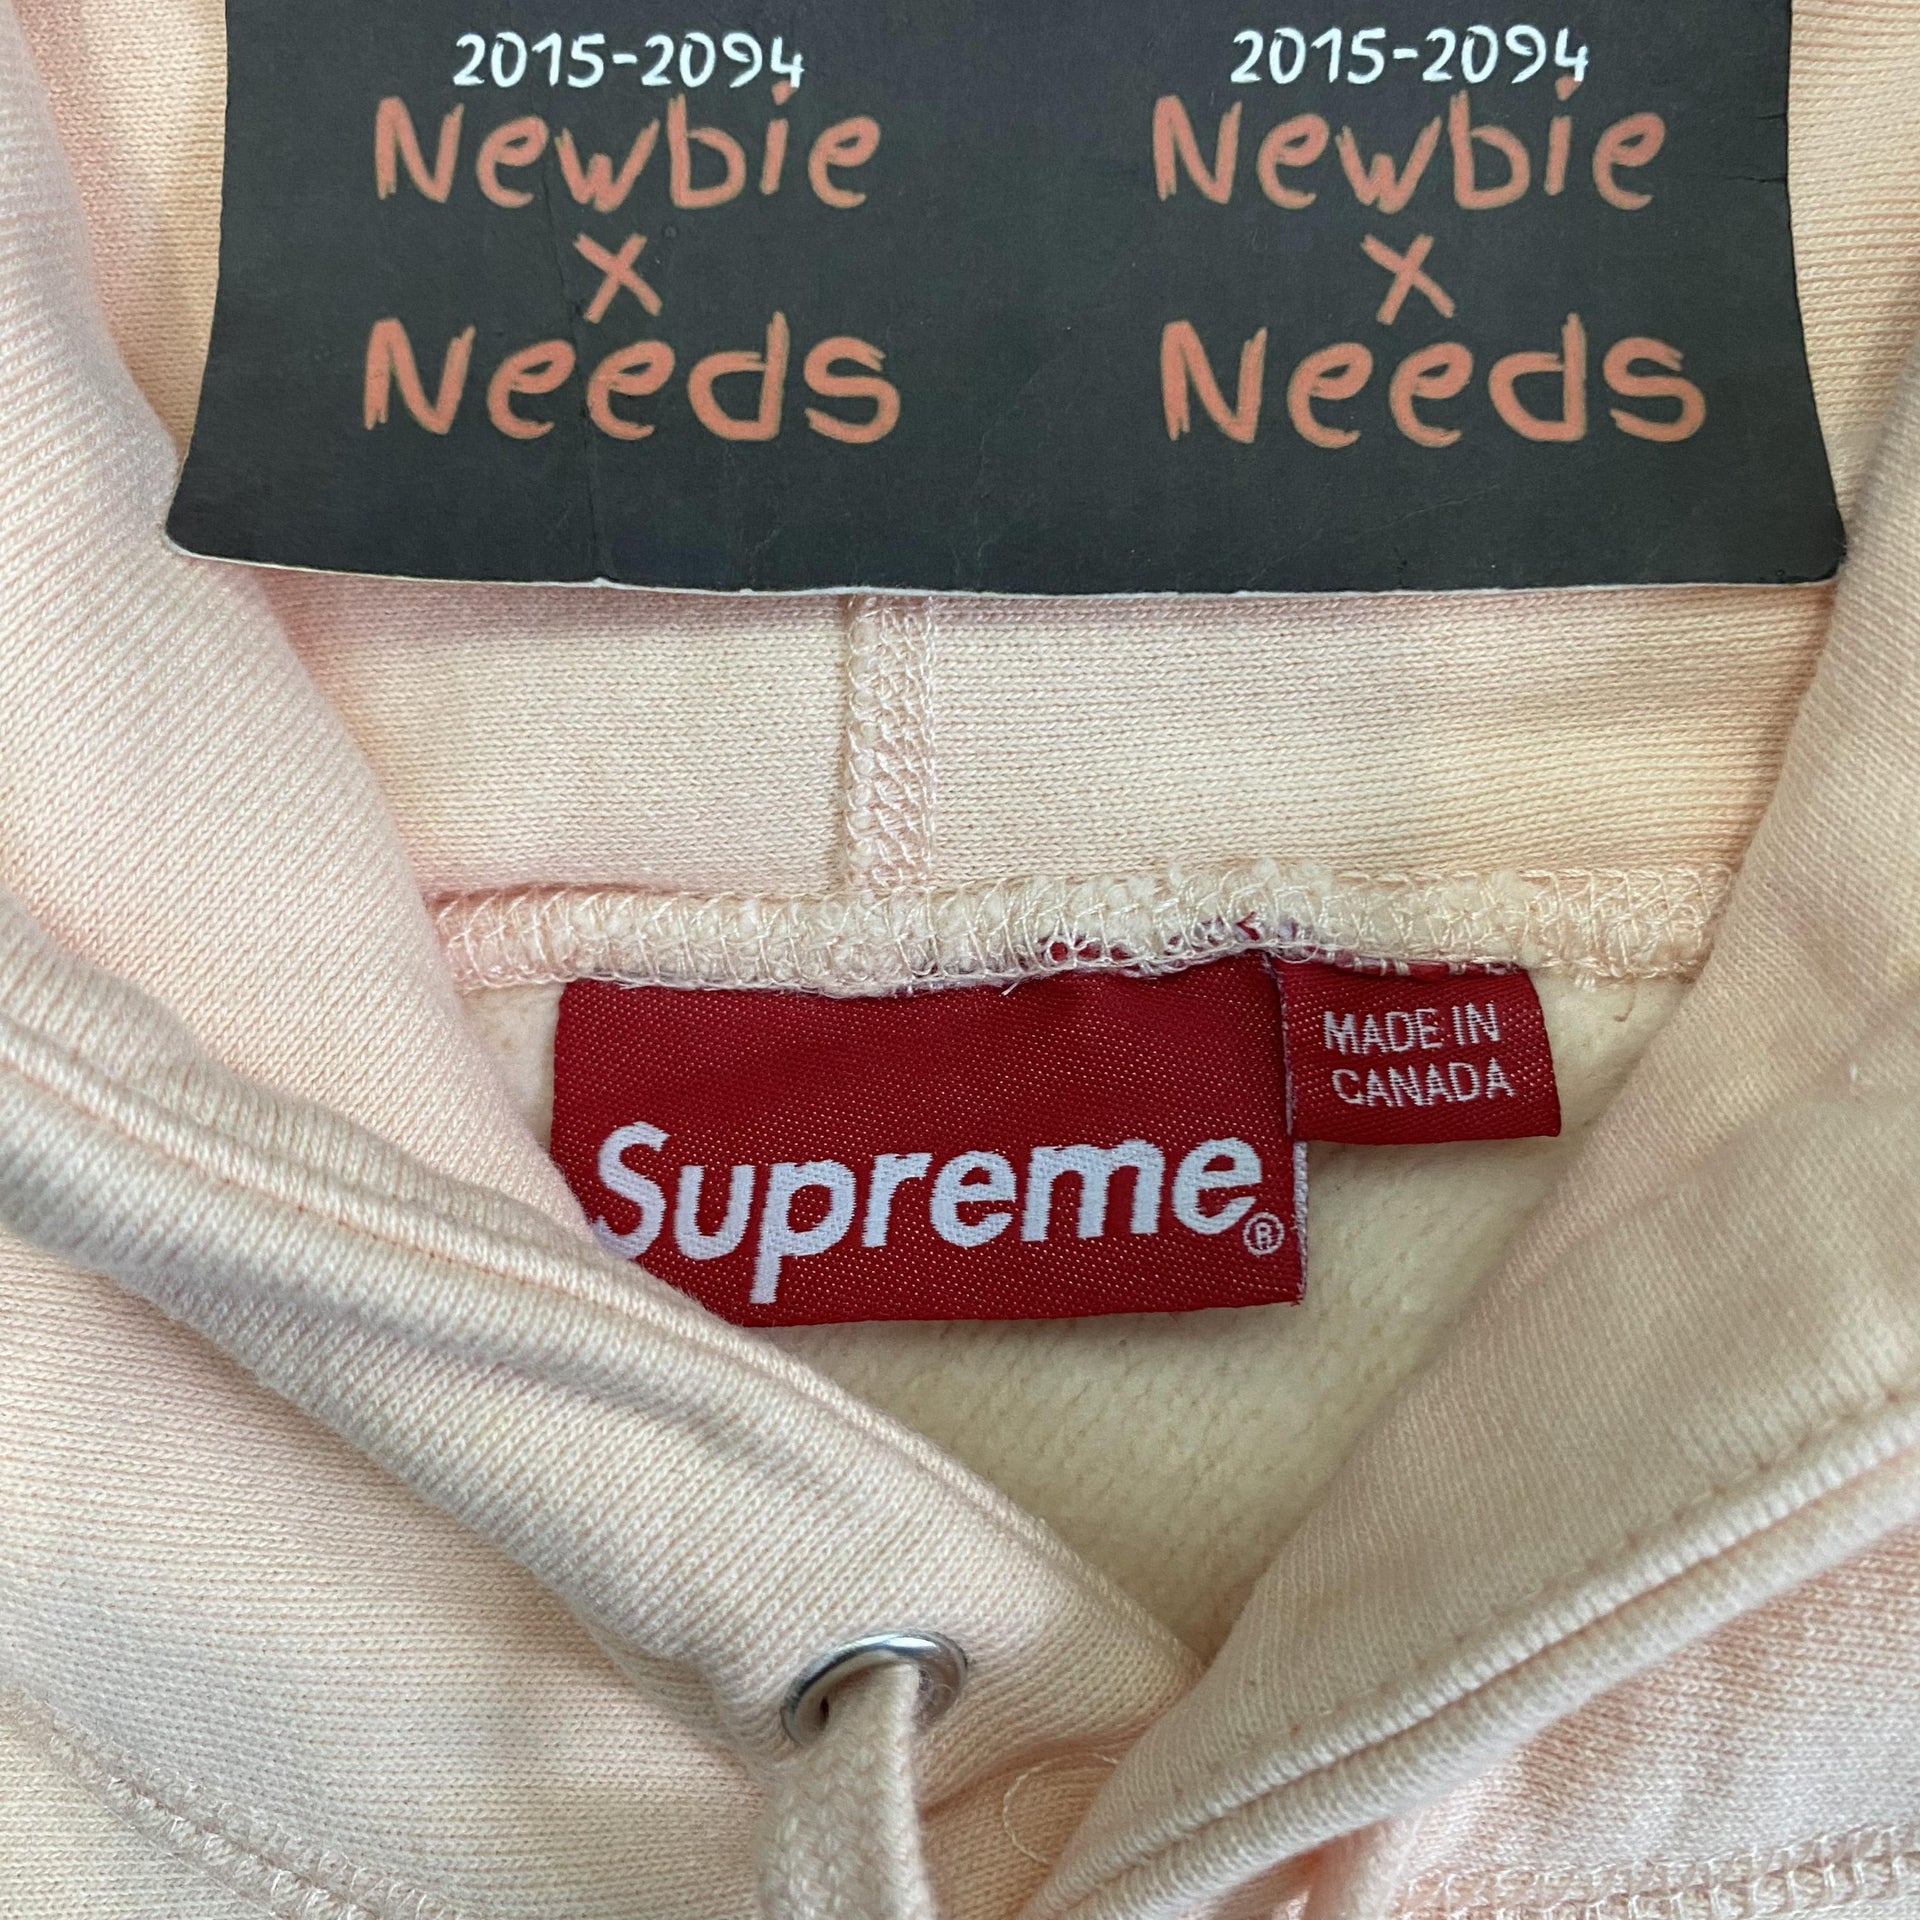 2015-2094
Newbie
x
Needs
2015-2094
Newbie
x
Needs
MADE IN
CANADA
Supreme®